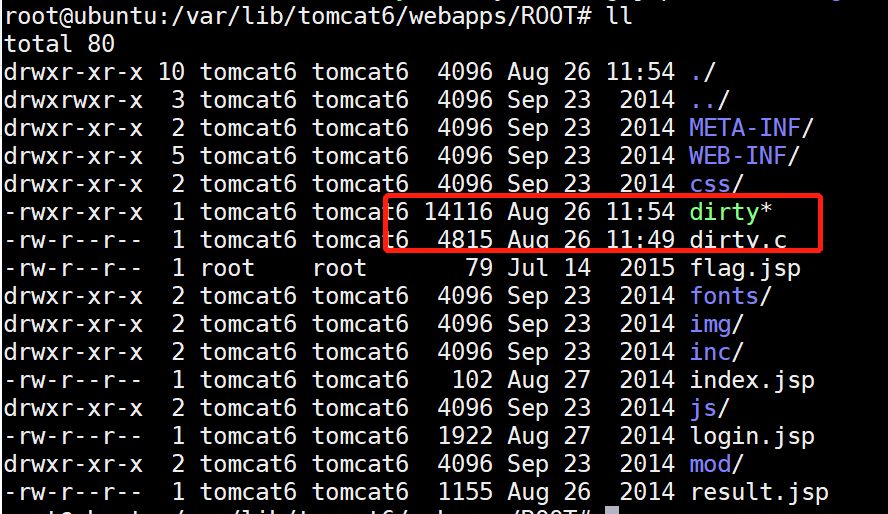 root@ubuntu:/var/lib/tomcat6/webapps/ROOT# ll
total 80
drwxr-xr-x 10 tomcat6 tomcat6  4096 Aug 26 11:54 ./
drwxrwxr-x  3 tomcat6 tomcat6  4096 Sep 23  2014 ../
drwxr-xr-x  2 tomcat6 tomcat6  4096 Sep 23  2014 META-INF/
drwxr-xr-x  5 tomcat6 tomcat6  4096 Sep 23  2014 WEB-INF/
drwxr-xr-x  2 tomcat6 tomcat6  4096 Sep 23  2014 css/
-rwxr-xr-x  1 tomcat6 tomcat6 14116 Aug 26 11:54 dirty*
-rw-r--r--  1 tomcat6 tomcat6  4815 Aug 26 11:49 dirty.c
-rw-r--r--  1 root    root       79 Jul 14  2015 flag.jsp
drwxr-xr-x  2 tomcat6 tomcat6  4096 Sep 23  2014 fonts/
drwxr-xr-x  2 tomcat6 tomcat6  4096 Sep 23  2014 img/
drwxr-xr-x  2 tomcat6 tomcat6  4096 Sep 23  2014 inc/
-rw-r--r--  1 tomcat6 tomcat6   102 Aug 27  2014 index.jsp
drwxr-xr-x  2 tomcat6 tomcat6  4096 Sep 23  2014 js/
-rw-r--r--  1 tomcat6 tomcat6  1922 Aug 27  2014 login.jsp
drwxr-xr-x  2 tomcat6 tomcat6  4096 Sep 23  2014 mod/
-rw-r--r--  1 tomcat6 tomcat6  1155 Aug 26  2014 result.jsp
root@ubuntu:/var/lib/tomcat6/webapps/ROOT#